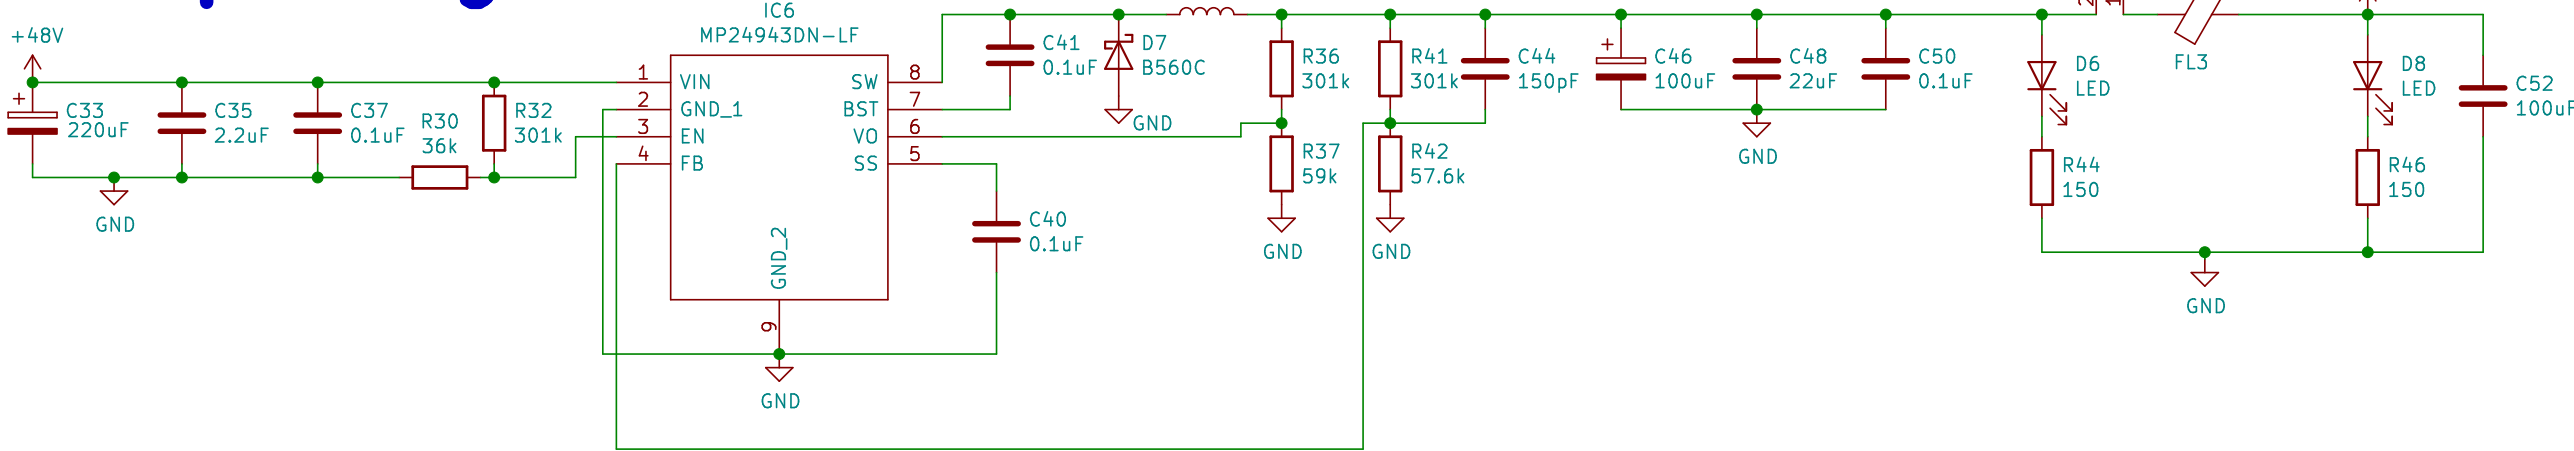 IC6
MP24943DN-LF
+48V
C33
220uF
C35
2.2uF
C37
0.1uF
R30
36k
R32
301k
GND
1
2
3
4
VIN
GND_1
EN
FB
SW
BST
VO
SS
8
7
6
5
GND_2
9
GND
C41
0.1uF
D7
B560C
GND
C40
0.1uF
R36
301k
R37
59k
GND
R41
301k
R42
57.6k
GND
C44
150pF
C46
100uF
C48
22uF
C50
0.1uF
GND
D6
LED
R44
150
FL3
D8
LED
R46
150
C52
100uF
GND